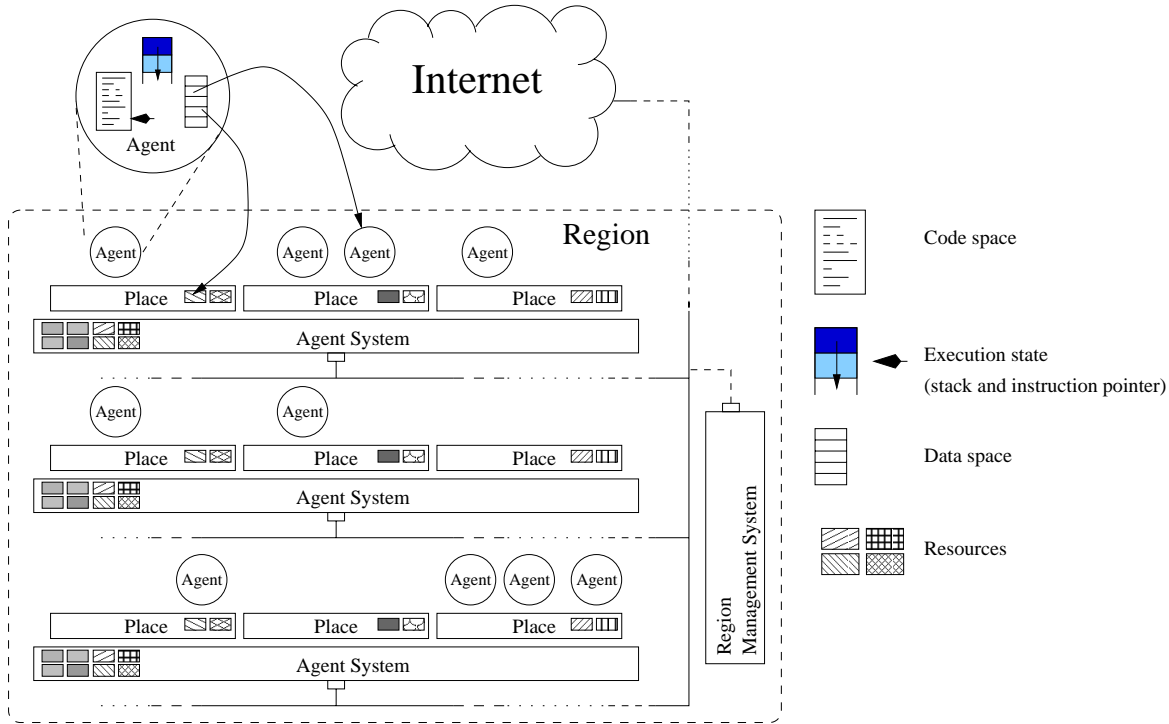 Internet
Agent
Region
Agent
Agent
Agent
Agent
Place
Place
Place
Agent System
Agent
Agent
Place
Place
Place
Agent System
Agent
Agent
Agent
Agent
Place
Place
Place
Agent System
Region
Management System
Code space
Execution state
(stack and instruction pointer)
Data space
Resources